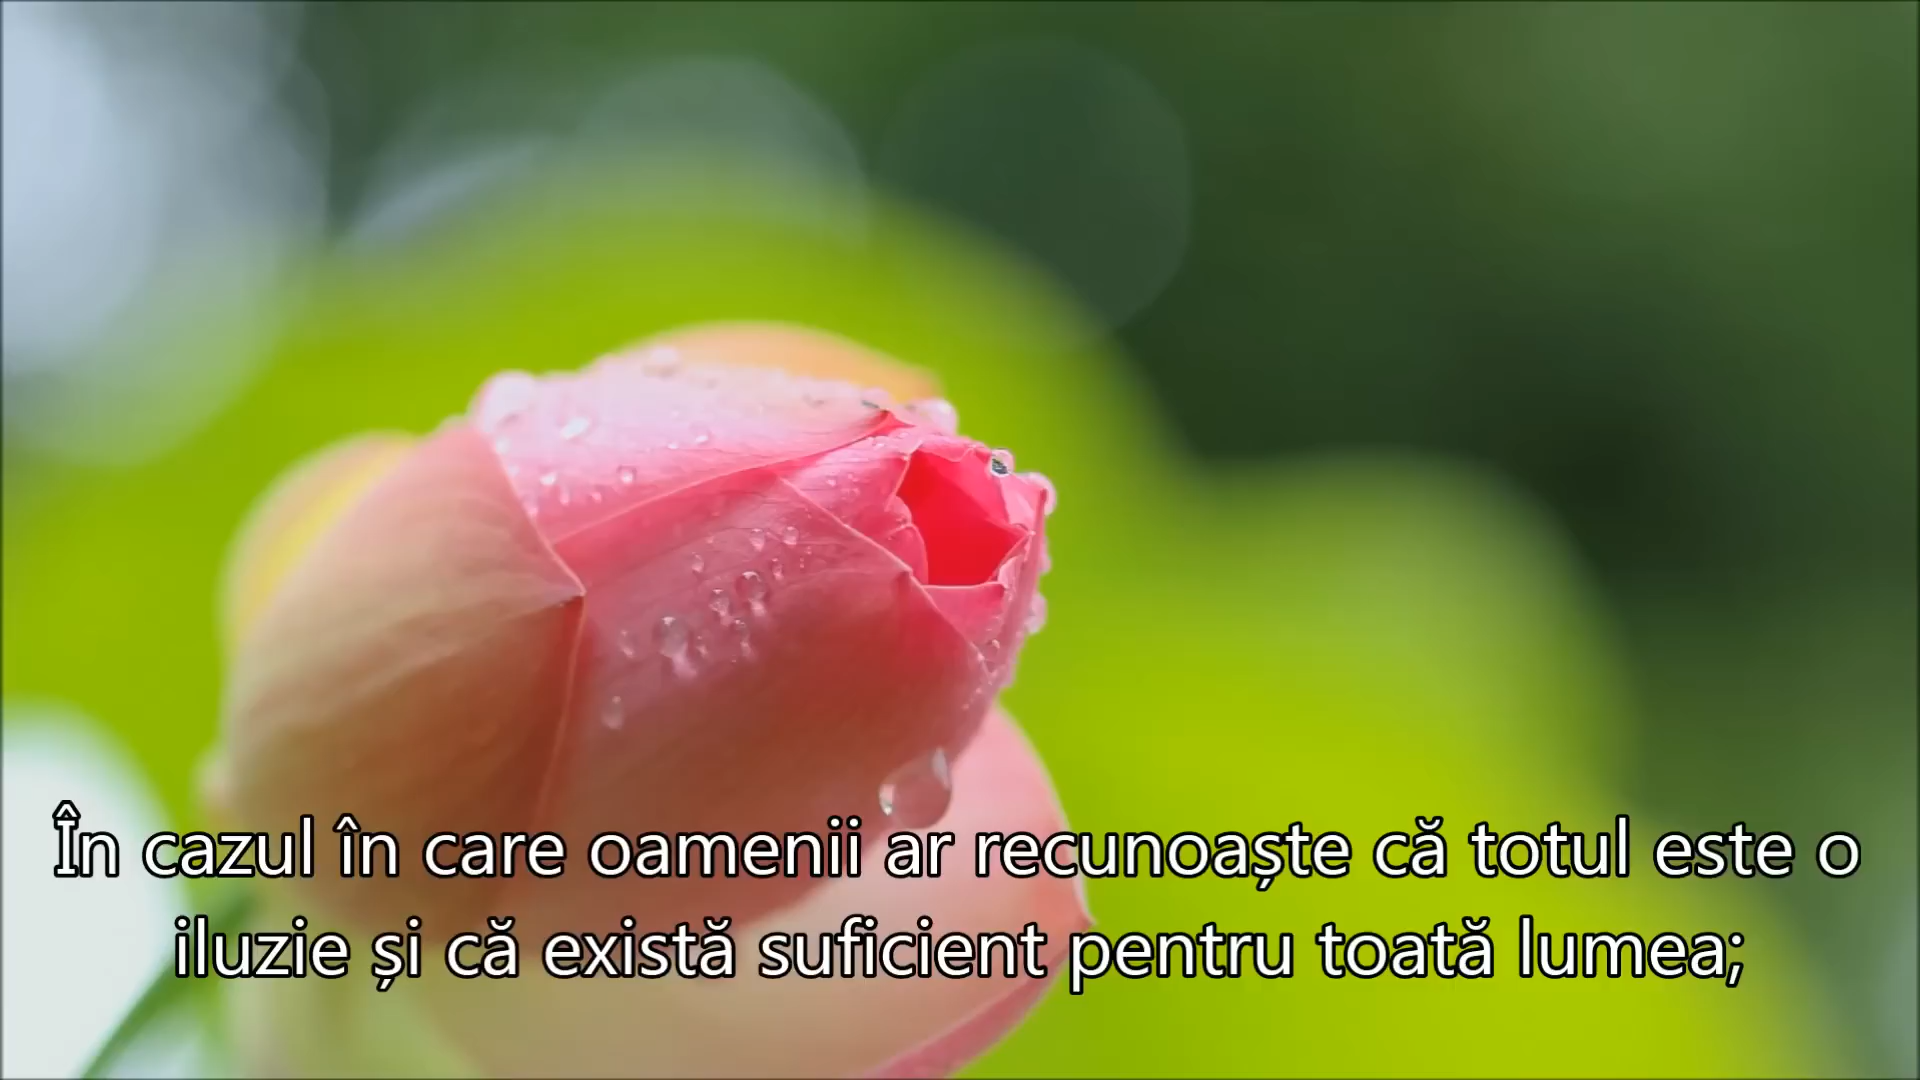 În cazul în care oamenii ar recunoaște că totul este o
iluzie și că există suficient pentru toată lumea;